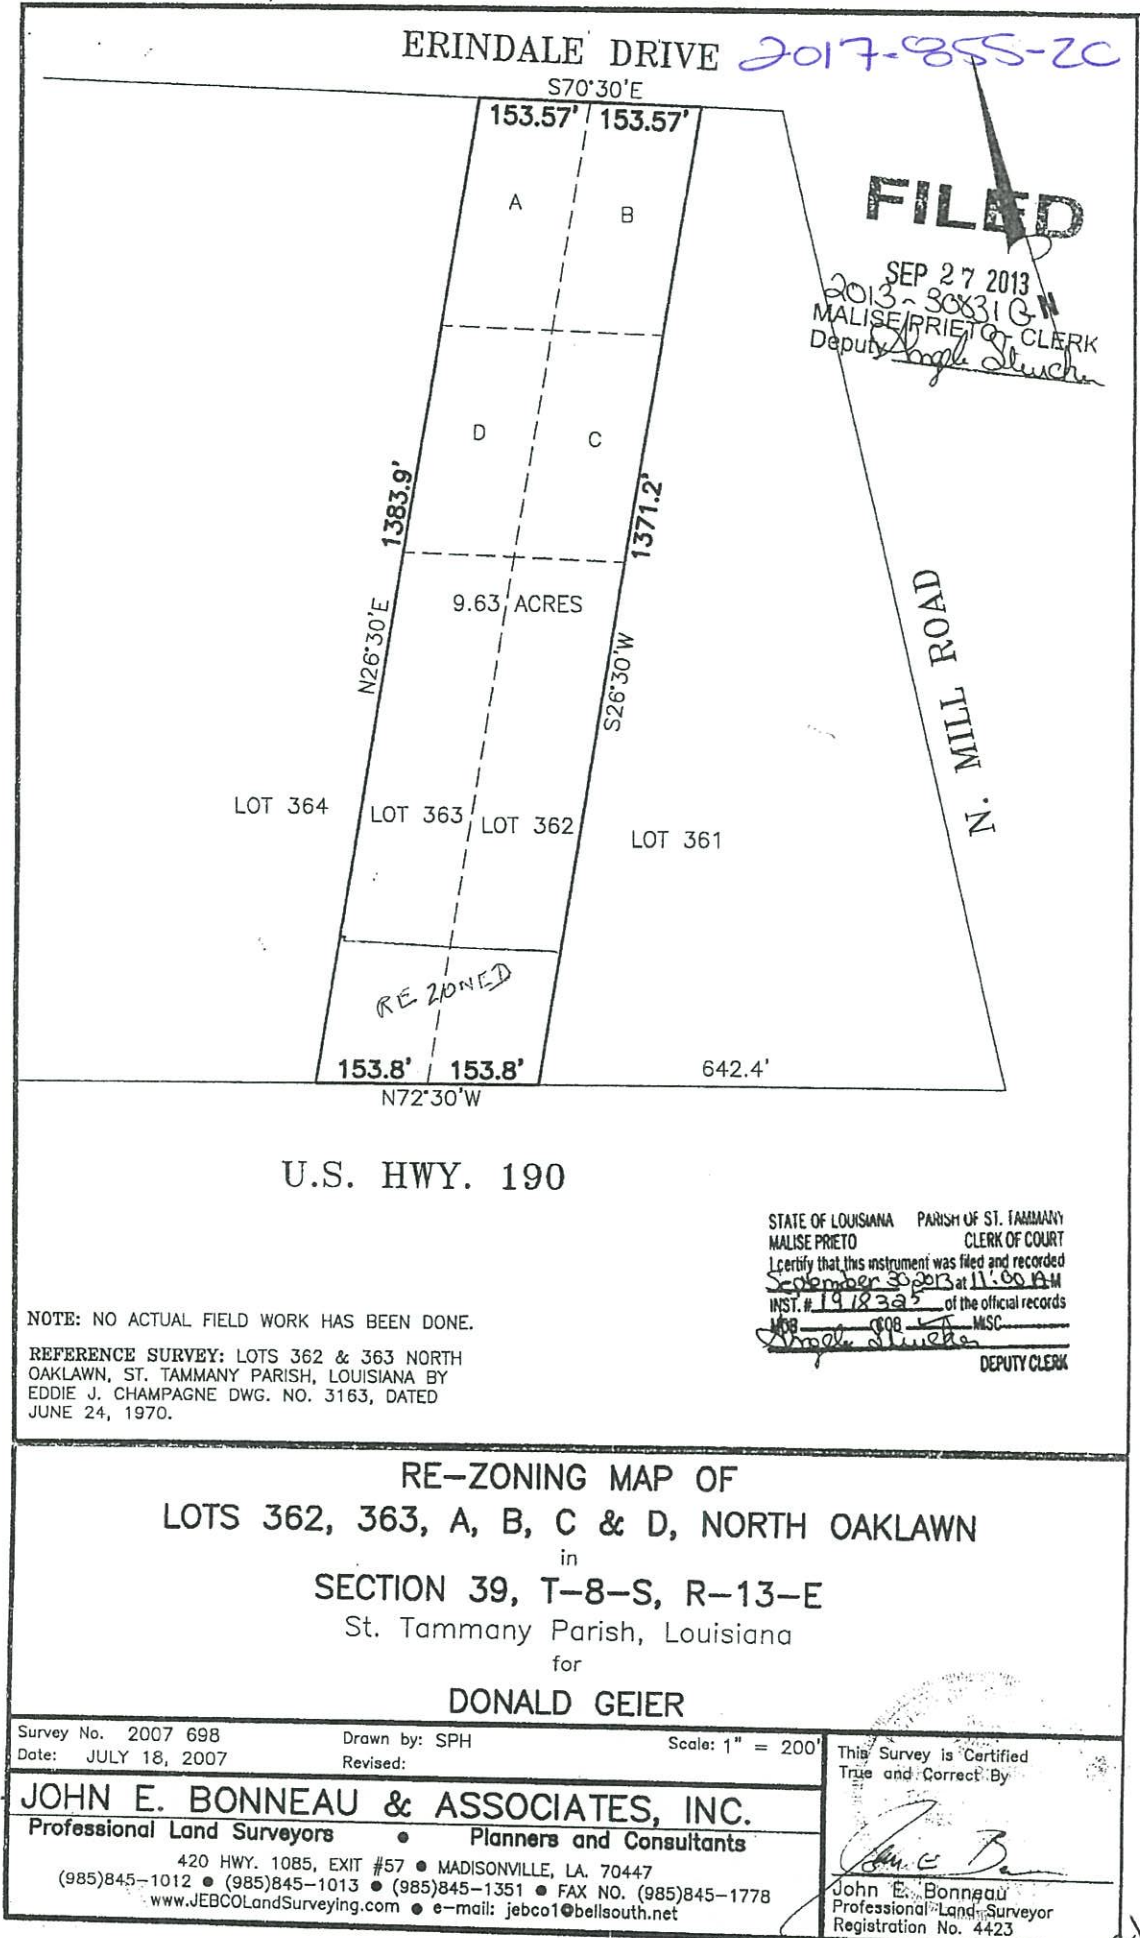 ERINDALE DRIVE 2017-855-ZC
S70°30'E
153.57' 153.57'
A
B
FILED
SEP 27 2013
2013-30831 G N
MALISE PRIETO - CLERK
Deputy
D
C
1383.9'
1371.2'
9.63 ACRES
N26°30'E
S26°30'W
N. MILL ROAD
LOT 364
LOT 363
LOT 362
LOT 361
RE ZONED
153.8' 153.8'
642.4'
N72°30'W
U.S. HWY. 190
STATE OF LOUISIANA PARISH OF ST. TAMMANY
MALISE PRIETO CLERK OF COURT
I certify that this instrument was filed and recorded
September 30 2013 at 11:00 AM
INST. # 1918325 of the official records
MOB COB MISC
DEPUTY CLERK
NOTE: NO ACTUAL FIELD WORK HAS BEEN DONE.
REFERENCE SURVEY: LOTS 362 & 363 NORTH
OAKLAWN, ST. TAMMANY PARISH, LOUISIANA BY
EDDIE J. CHAMPAGNE DWG. NO. 3163, DATED
JUNE 24, 1970.
RE-ZONING MAP OF
LOTS 362, 363, A, B, C & D, NORTH OAKLAWN
in
SECTION 39, T-8-S, R-13-E
St. Tammany Parish, Louisiana
for
DONALD GEIER
Survey No. 2007 698 Drawn by: SPH Scale: 1" = 200'
Date: JULY 18, 2007 Revised:
JOHN E. BONNEAU & ASSOCIATES, INC.
Professional Land Surveyors ● Planners and Consultants
420 HWY. 1085, EXIT #57 ● MADISONVILLE, LA. 70447
(985)845-1012 ● (985)845-1013 ● (985)845-1351 ● FAX NO. (985)845-1778
www.JEBCOLandSurveying.com ● e-mail: jebco1@bellsouth.net
This Survey is Certified
True and Correct By
John E. Bonneau
Professional Land Surveyor
Registration No. 4423